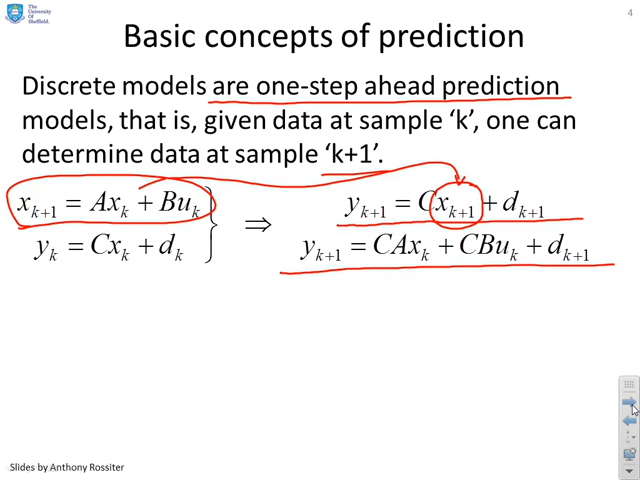 The
University
Of
Sheffield.
4
Basic concepts of prediction
Discrete models are one-step ahead prediction
models, that is, given data at sample ‘k’, one can
determine data at sample ‘k+1’.
x_{k+1} = Ax_k + Bu_k
y_k = Cx_k + d_k
⇒
y_{k+1} = Cx_{k+1} + d_{k+1}
y_{k+1} = CAx_k + CBu_k + d_{k+1}
Slides by Anthony Rossiter